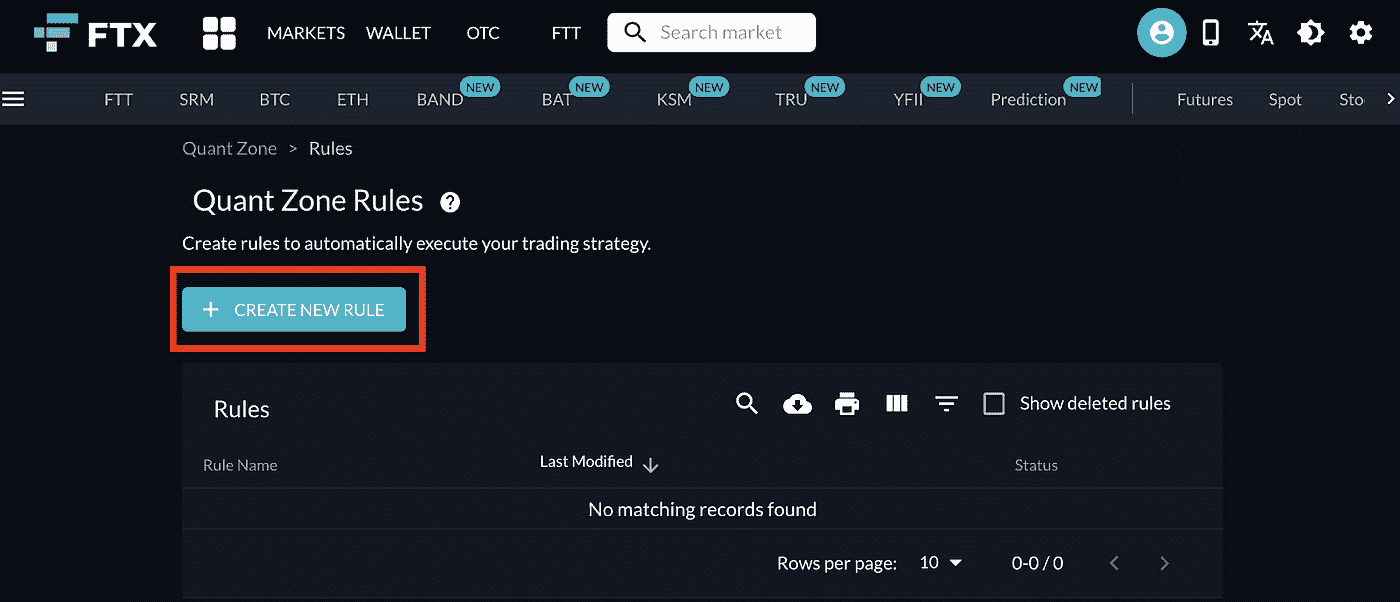 FTX MARKETS WALLET OTC FTT Search market
FTT SRM BTC ETH BAND NEW BAT NEW KSM NEW TRU NEW YFII NEW Prediction NEW Futures Spot Sto
Quant Zone > Rules
Quant Zone Rules ?
Create rules to automatically execute your trading strategy.
+ CREATE NEW RULE
Rules Show deleted rules
Rule Name Last Modified Status
No matching records found
Rows per page: 10 0-0 / 0